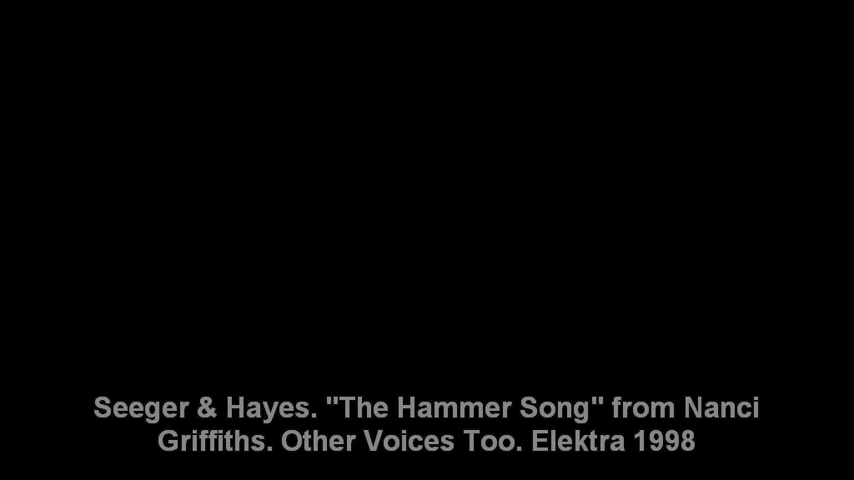 Seeger & Hayes. "The Hammer Song" from Nanci
Griffiths. Other Voices Too. Elektra 1998